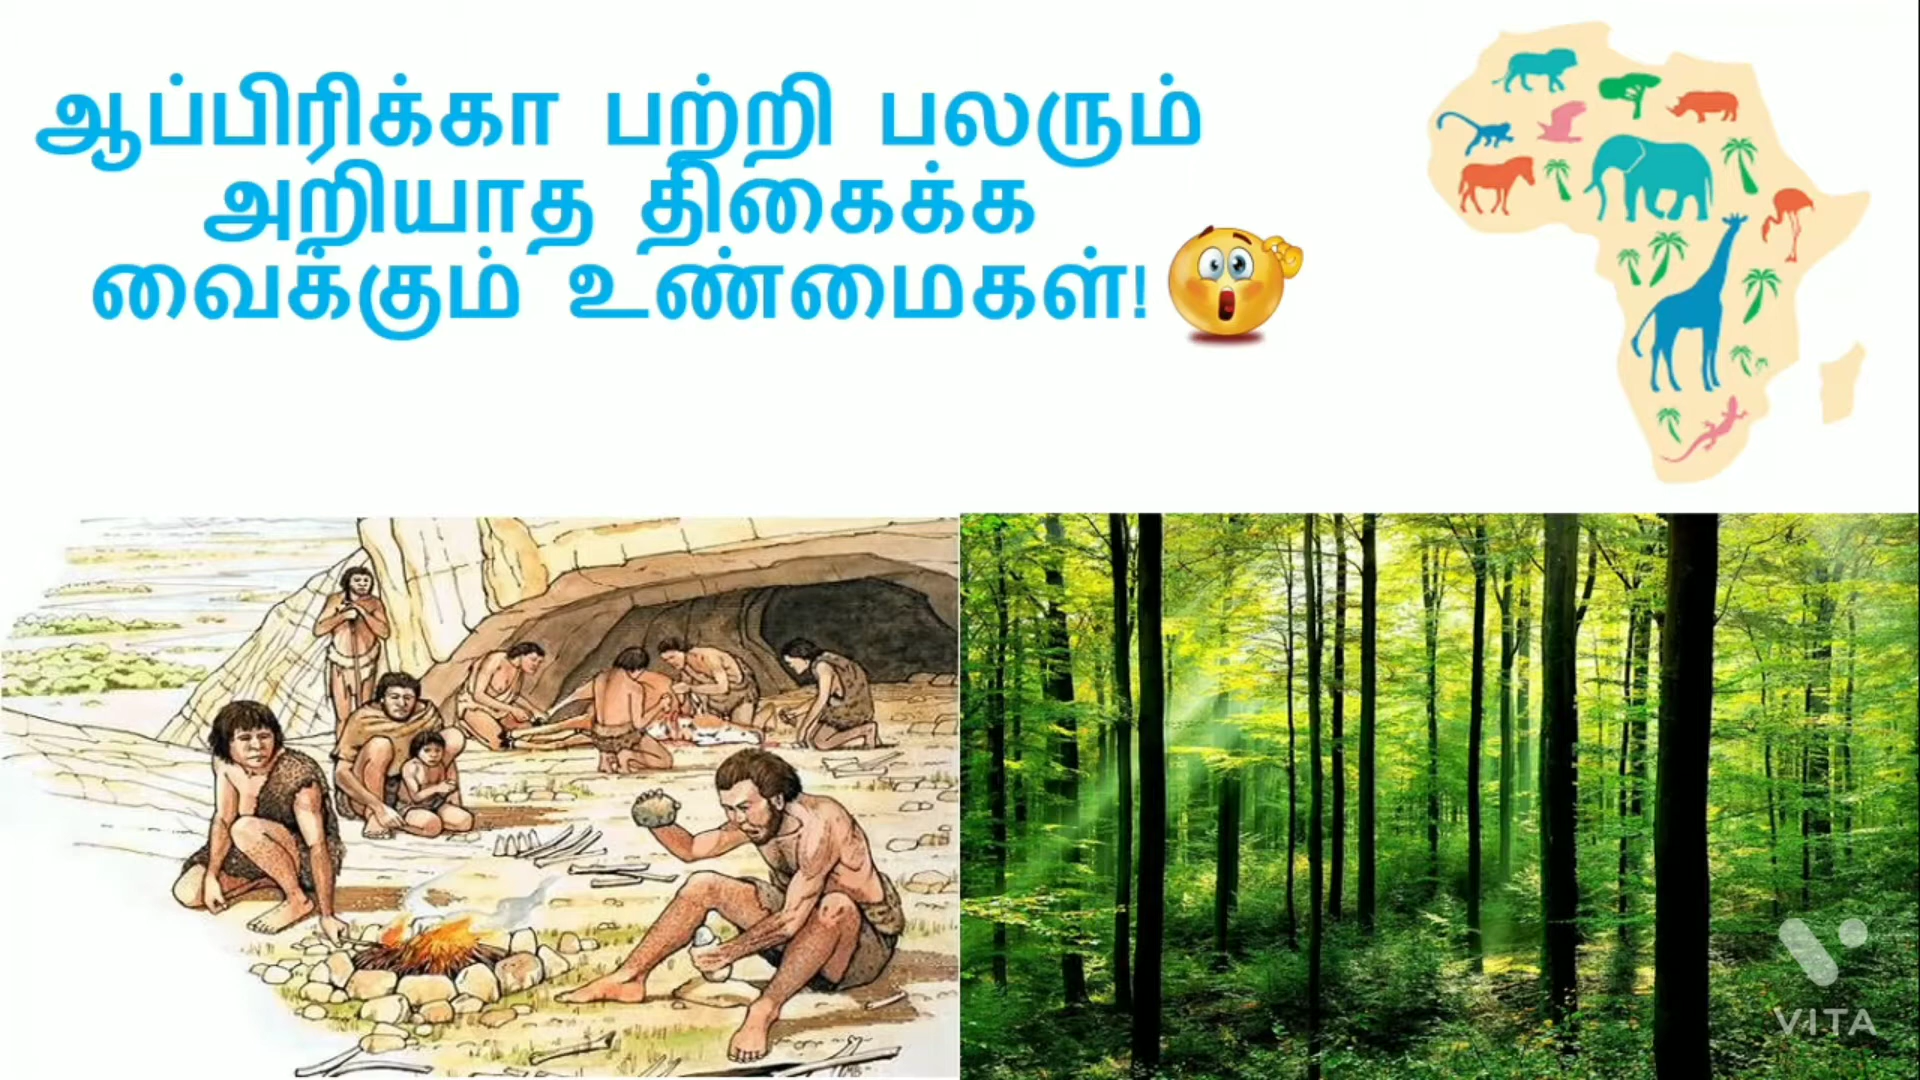 ஆப்பிரிக்கா பற்றி பலரும்
அறியாத திகைக்க
வைக்கும் உண்மைகள்!
VITA